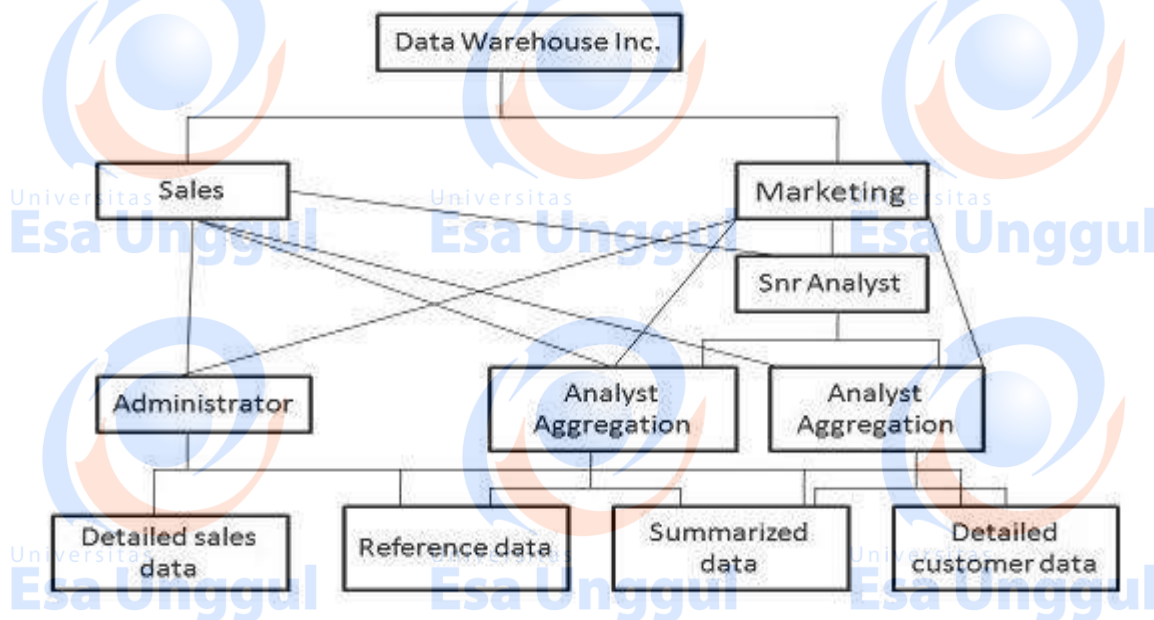 Data Warehouse Inc.
Sales
Marketing
Universitas
Esa Unggul
Universitas
Esa Unggul
Universitas
Esa Unggul
Snr Analyst
Administrator
Analyst
Aggregation
Analyst
Aggregation
Detailed sales
data
Reference data
Summarized
data
Detailed
customer data
Universitas
Esa Unggul
Universitas
Esa Unggul
Universitas
Esa Unggul